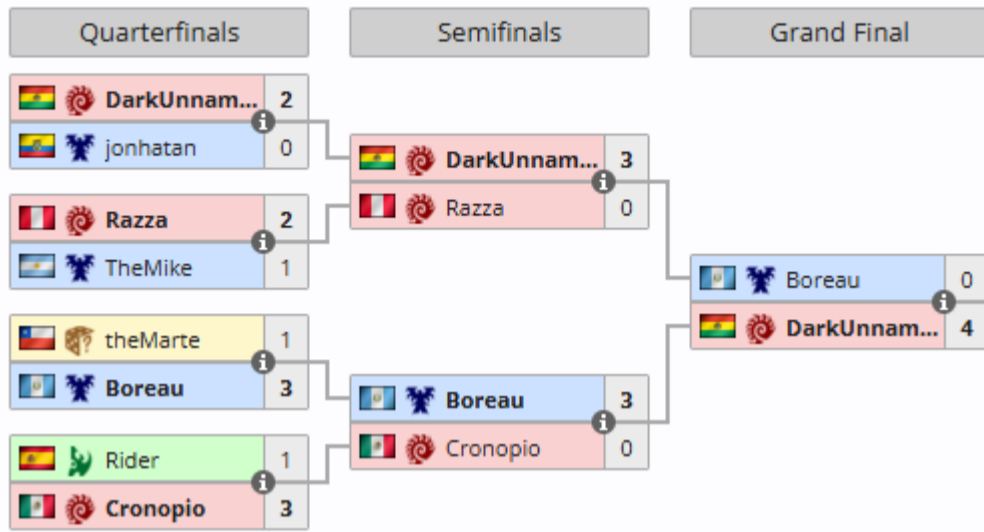 Quarterfinals
DarkUnnam... 2
jonhatan 0
Razza 2
TheMike 1
theMarte 1
Boreau 3
Rider 1
Cronopio 3
Semifinals
DarkUnnam... 3
Razza 0
Boreau 3
Cronopio 0
Grand Final
Boreau 0
DarkUnnam... 4